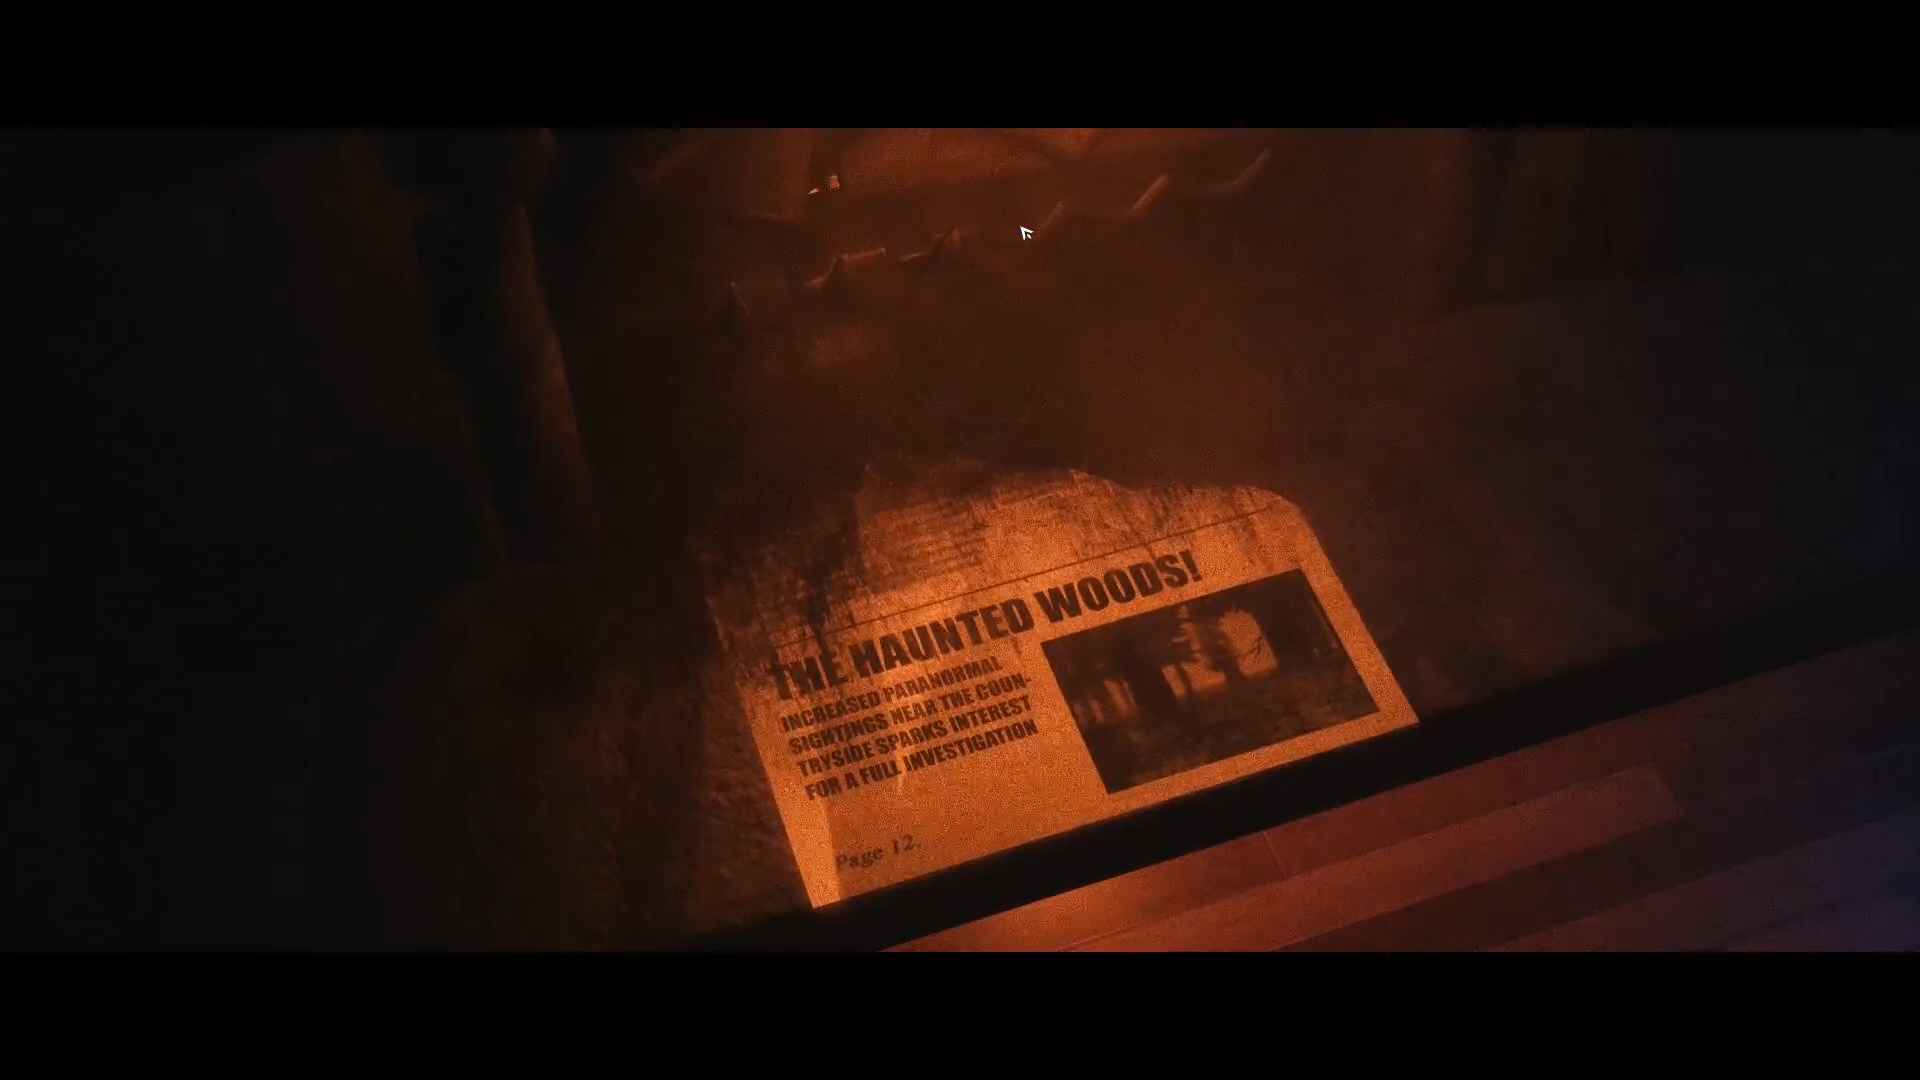 THE HAUNTED WOODS!
INCREASED PARANORMAL
SIGHTINGS NEAR THE COUN-
TRYSIDE SPARKS INTEREST
FOR A FULL INVESTIGATION
Page 12.